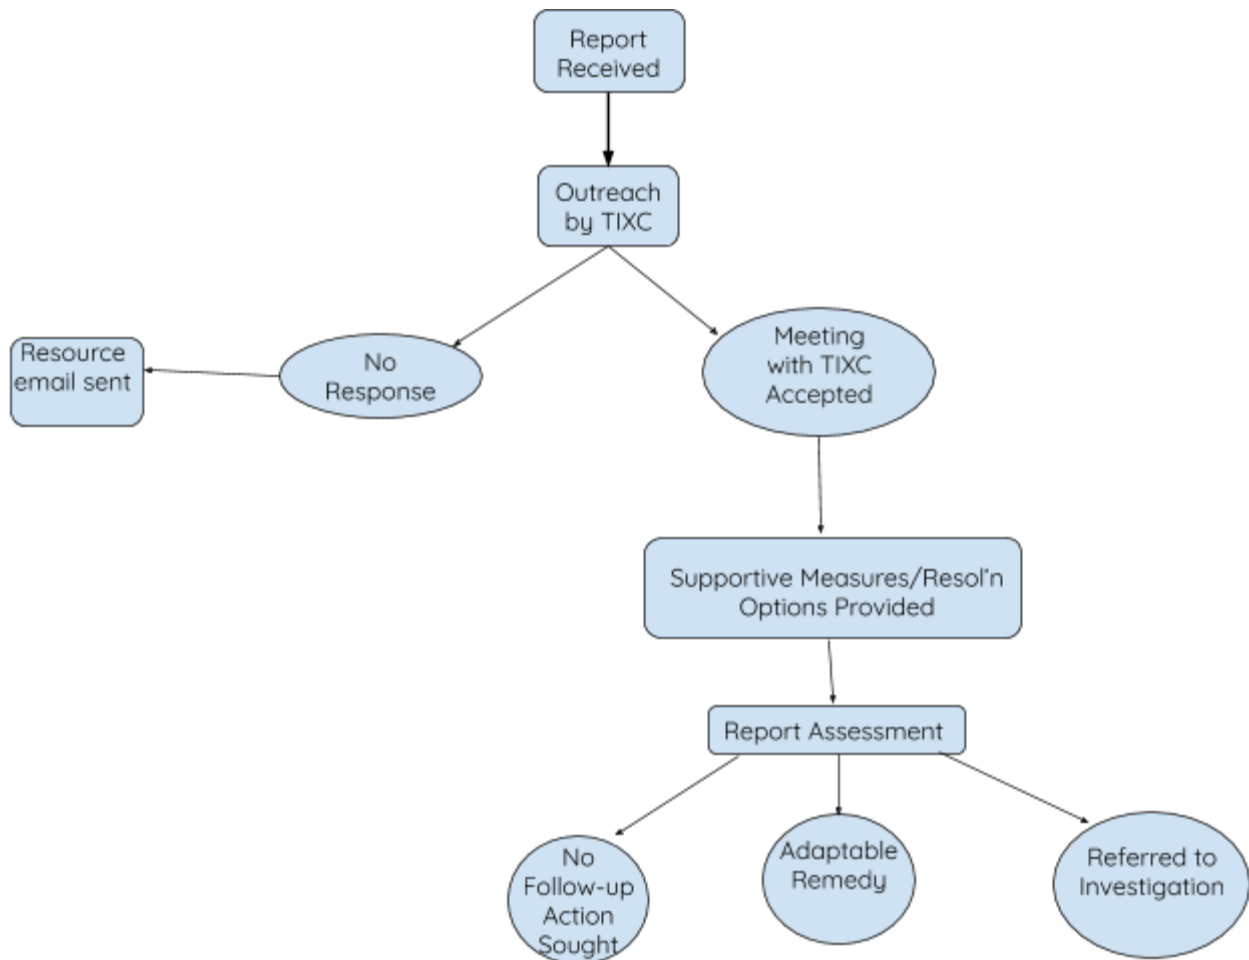 Report
Received
Outreach
by TIXC
Resource
email sent
No
Response
Meeting
with TIXC
Accepted
Supportive Measures/Resol'n
Options Provided
Report Assessment
No
Follow-up
Action
Sought
Adaptable
Remedy
Referred to
Investigation